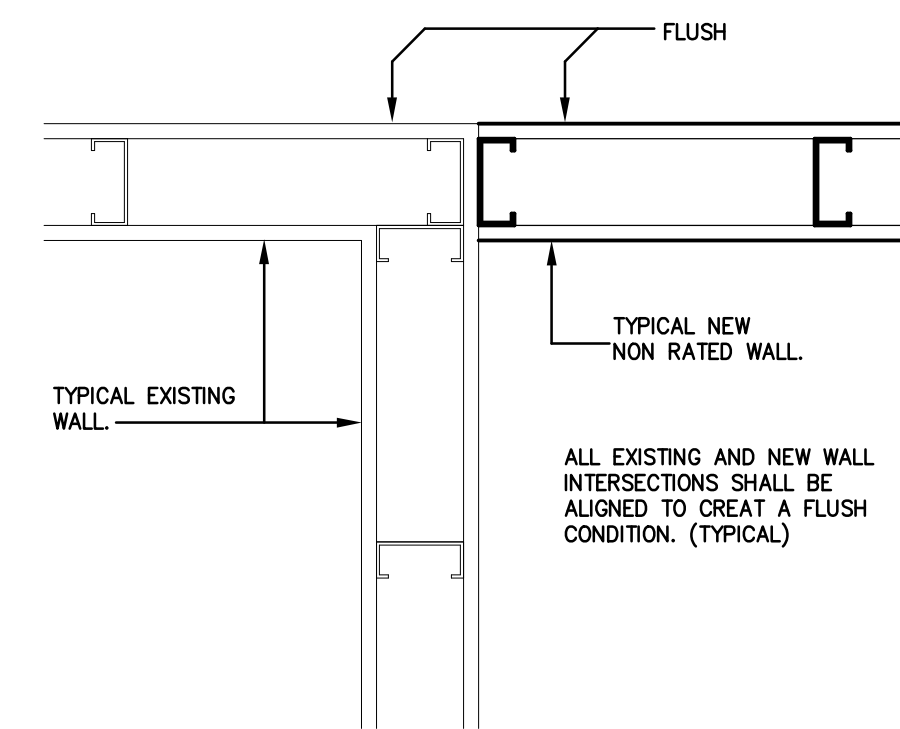 FLUSH
TYPICAL NEW
NON RATED WALL.
TYPICAL EXISTING
WALL.
ALL EXISTING AND NEW WALL
INTERSECTIONS SHALL BE
ALIGNED TO CREAT A FLUSH
CONDITION. (TYPICAL)